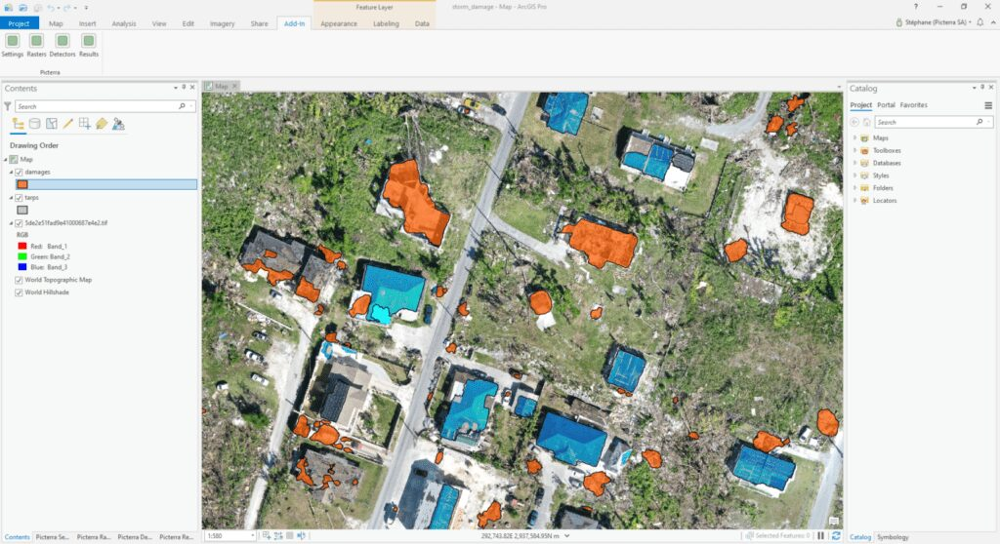 Feature Layer
storm_damage - Map - ArcGIS Pro
?
Project Map Insert Analysis View Edit Imagery Share Add-In Appearance Labeling Data
Stéphane (Picterra SA)
Settings Rasters Detectors Results
Picterra
Contents
Search
Drawing Order
Map
damages
tarps
5de2e51fad9e41000687e4e2.tif
RGB
Red: Band_1
Green: Band_2
Blue: Band_3
World Topographic Map
World Hillshade
Contents Picterra Se... Picterra Ra... Picterra De... Picterra Re...
Map
1:580
292,743.82E 2,937,584.95N m
Selected Features: 0
Catalog
Project Portal Favorites
Search
Maps
Toolboxes
Databases
Styles
Folders
Locators
Catalog Symbology